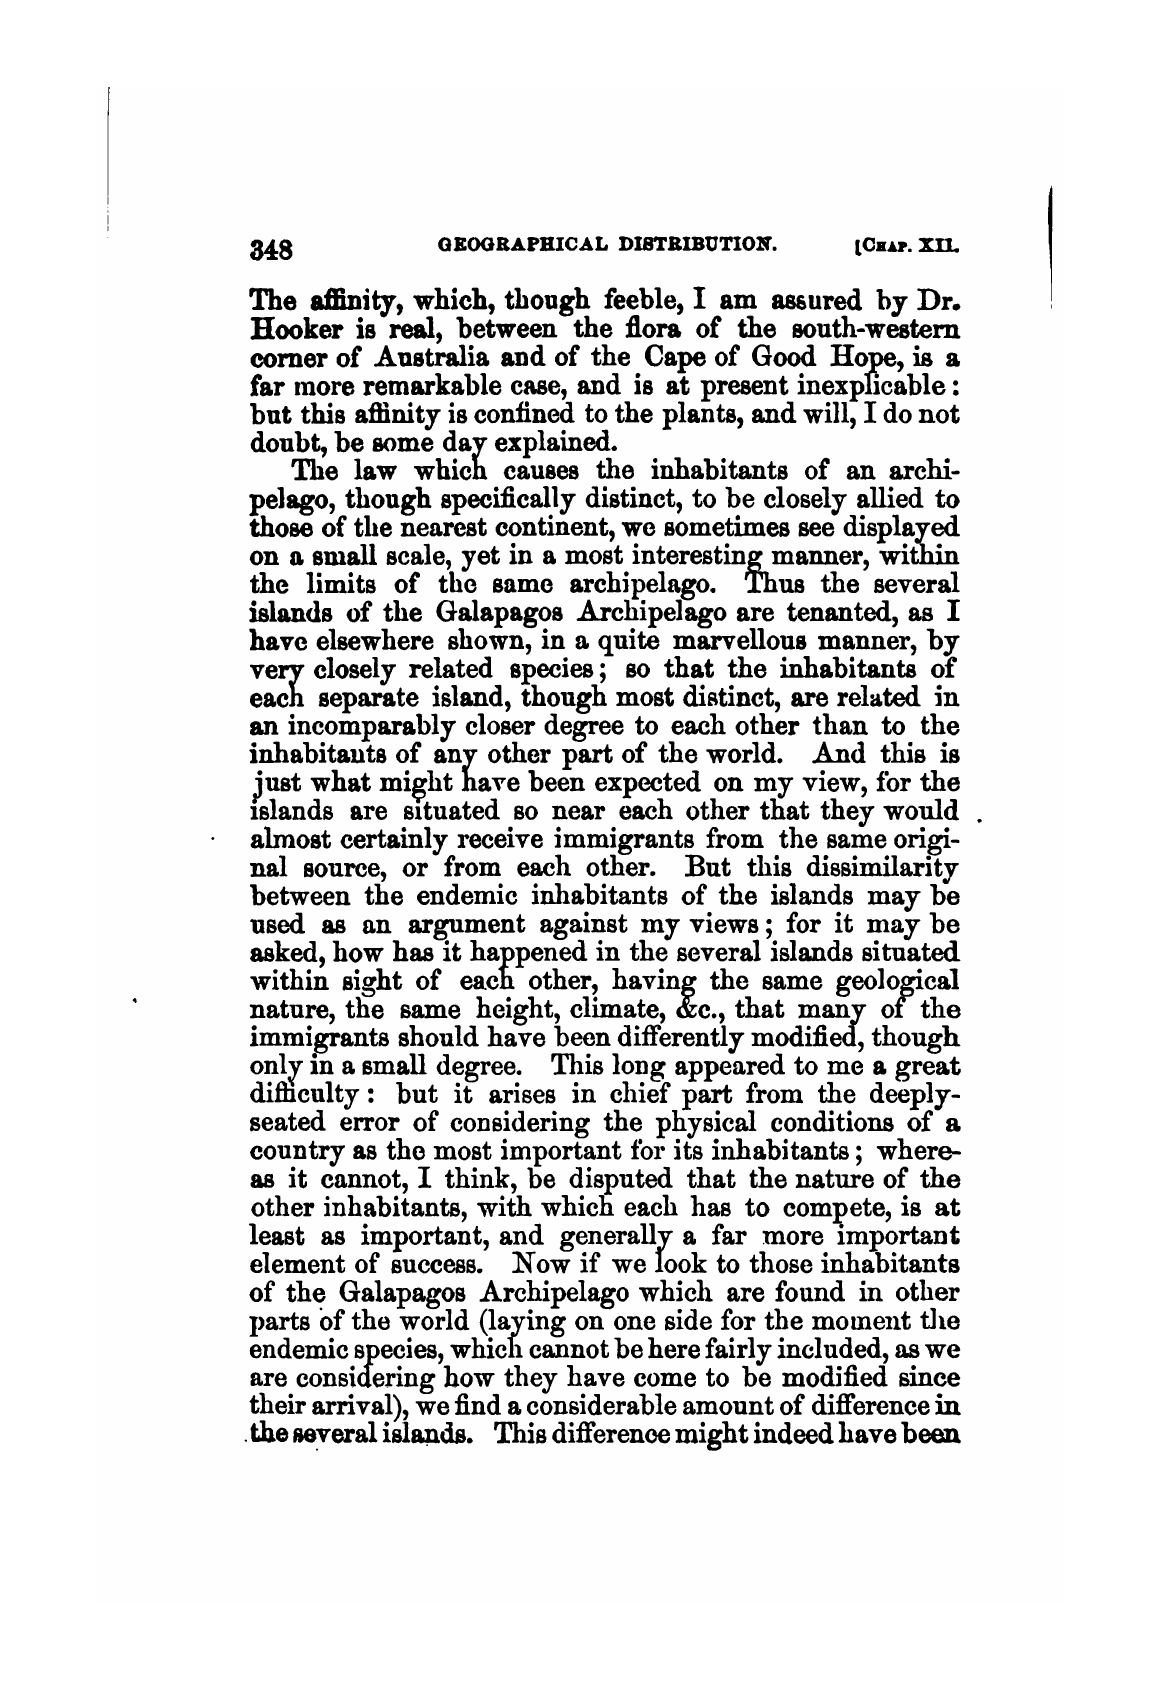 348 GEOGRAPHICAL DISTRIBUTION. [CHAP. XII.
The affinity, which, though feeble, I am assured by Dr.
Hooker is real, between the flora of the south-western
corner of Australia and of the Cape of Good Hope, is a
far more remarkable case, and is at present inexplicable:
but this affinity is confined to the plants, and will, I do not
doubt, be some day explained.
The law which causes the inhabitants of an archi-
pelago, though specifically distinct, to be closely allied to
those of the nearest continent, we sometimes see displayed
on a small scale, yet in a most interesting manner, within
the limits of the same archipelago. Thus the several
islands of the Galapagos Archipelago are tenanted, as I
have elsewhere shown, in a quite marvellous manner, by
very closely related species; so that the inhabitants of
each separate island, though most distinct, are related in
an incomparably closer degree to each other than to the
inhabitants of any other part of the world. And this is
just what might have been expected on my view, for the
islands are situated so near each other that they would
almost certainly receive immigrants from the same origi-
nal source, or from each other. But this dissimilarity
between the endemic inhabitants of the islands may be
used as an argument against my views; for it may be
asked, how has it happened in the several islands situated
within sight of each other, having the same geological
nature, the same height, climate, &c., that many of the
immigrants should have been differently modified, though
only in a small degree. This long appeared to me a great
difficulty: but it arises in chief part from the deeply-
seated error of considering the physical conditions of a
country as the most important for its inhabitants; where-
as it cannot, I think, be disputed that the nature of the
other inhabitants, with which each has to compete, is at
least as important, and generally a far more important
element of success. Now if we look to those inhabitants
of the Galapagos Archipelago which are found in other
parts of the world (laying on one side for the moment the
endemic species, which cannot be here fairly included, as we
are considering how they have come to be modified since
their arrival), we find a considerable amount of difference in
the several islands. This difference might indeed have been